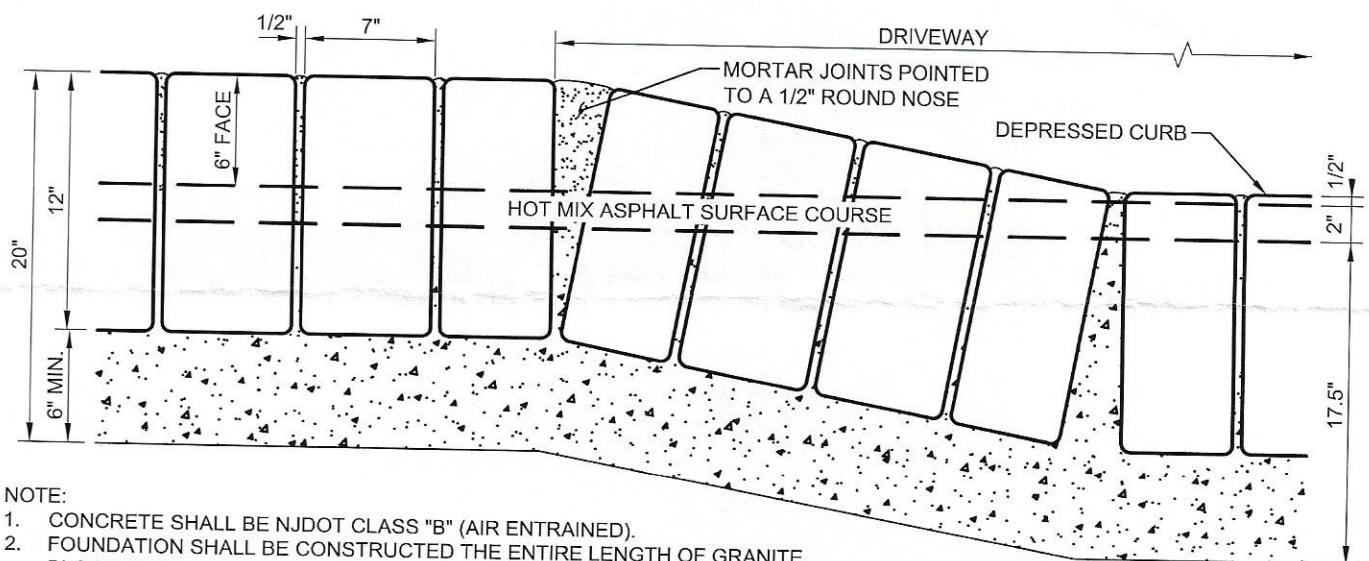 1/2"
7"
DRIVEWAY
MORTAR JOINTS POINTED
TO A 1/2" ROUND NOSE
DEPRESSED CURB
6" FACE
12"
20"
6" MIN.
HOT MIX ASPHALT SURFACE COURSE
1/2"
2"
17.5"
NOTE:
1. CONCRETE SHALL BE NJDOT CLASS "B" (AIR ENTRAINED).
2. FOUNDATION SHALL BE CONSTRUCTED THE ENTIRE LENGTH OF GRANITE